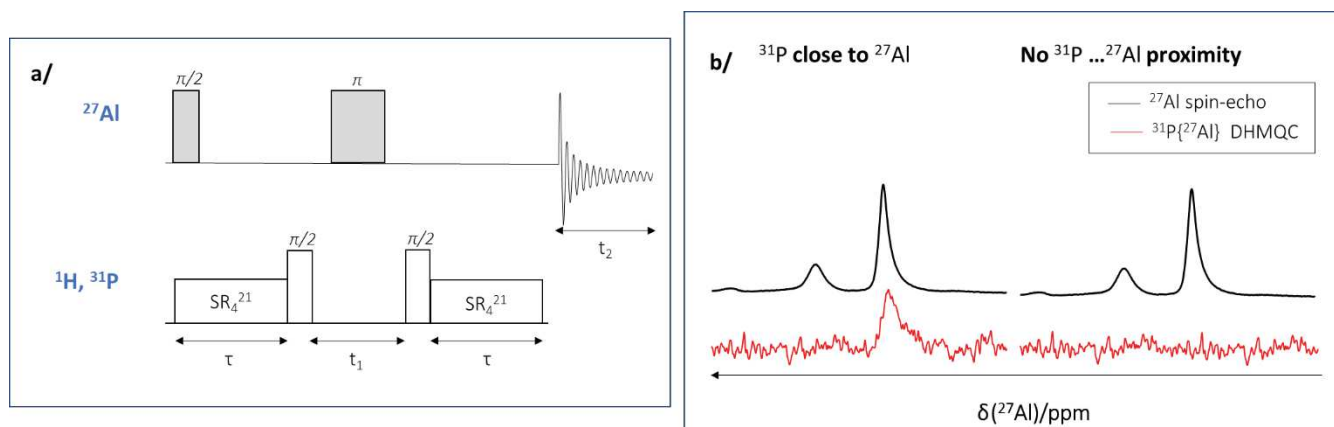 a/
π/2
π
²⁷Al
t₂
π/2
π/2
¹H, ³¹P
SR₄²¹
SR₄²¹
τ
t₁
τ
b/
³¹P close to ²⁷Al
No ³¹P ...²⁷Al proximity
²⁷Al spin-echo
³¹P{²⁷Al} DHMQC
δ(²⁷Al)/ppm